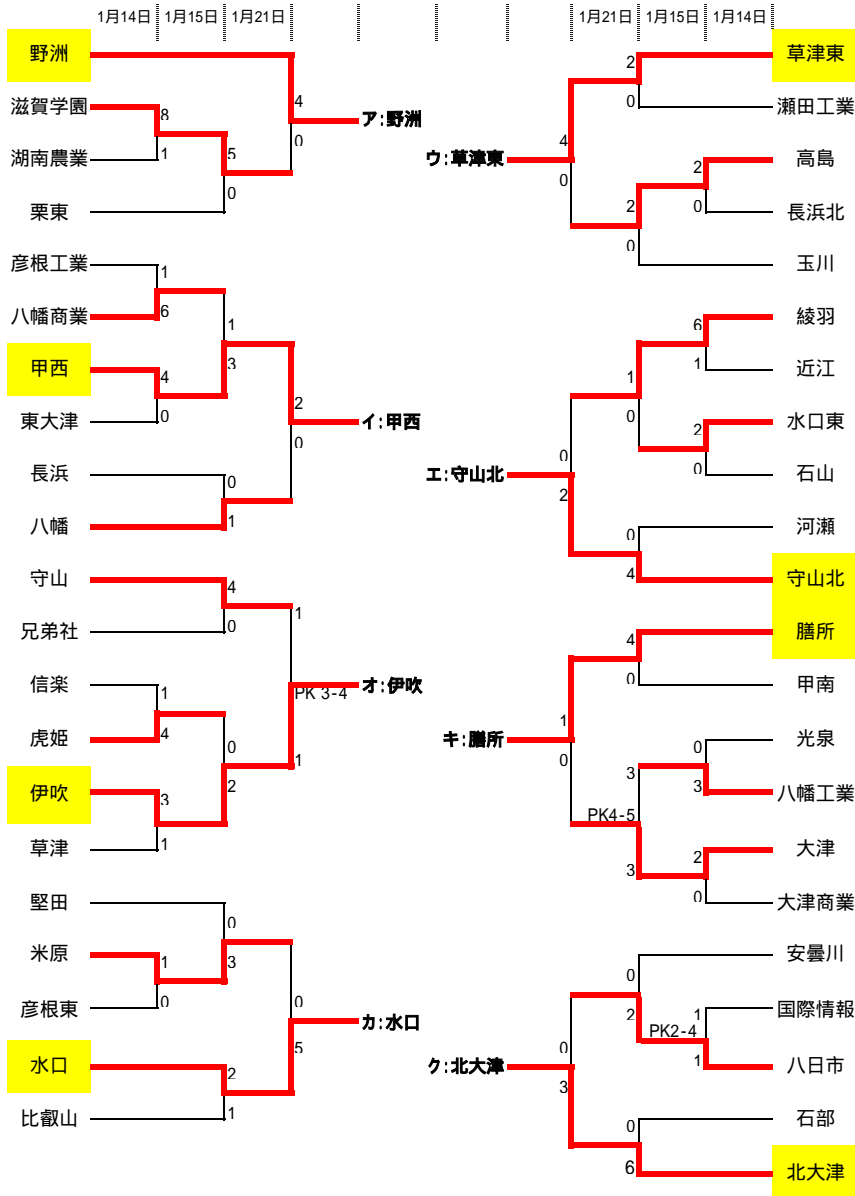 1月14日 1月15日 1月21日 1月21日 1月15日 1月14日
野洲
滋賀学園
湖南農業
栗東
8
1
5
0
4
0
ア:野洲
彦根工業
八幡商業
甲西
東大津
長浜
八幡
1
6
4
0
1
3
0
1
2
0
イ:甲西
守山
兄弟社
信楽
虎姫
伊吹
草津
4
0
1
4
3
1
0
2
1
PK 3-4
1
オ:伊吹
堅田
米原
彦根東
水口
比叡山
1
0
0
3
2
1
0
5
カ:水口
草津東
瀬田工業
高島
長浜北
玉川
2
0
2
0
2
0
4
0
ウ:草津東
綾羽
近江
水口東
石山
河瀬
守山北
6
1
2
0
1
0
0
4
0
2
エ:守山北
膳所
甲南
光泉
八幡工業
大津
大津商業
4
0
0
3
2
0
3
PK4-5
3
1
0
キ:膳所
安曇川
国際情報
八日市
石部
北大津
1
PK2-4
1
0
2
0
6
0
3
ク:北大津